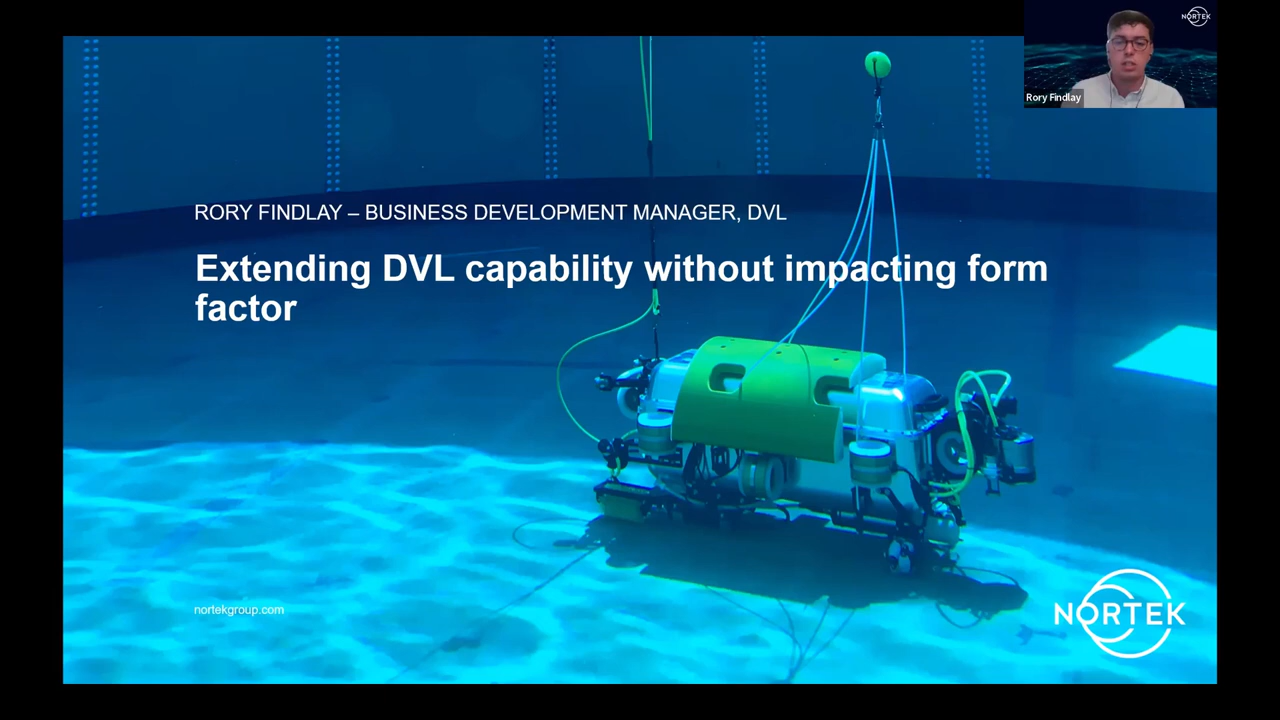 NORTEK
Rory Findlay
RORY FINDLAY – BUSINESS DEVELOPMENT MANAGER, DVL
Extending DVL capability without impacting form
factor
nortekgroup.com
NORTEK